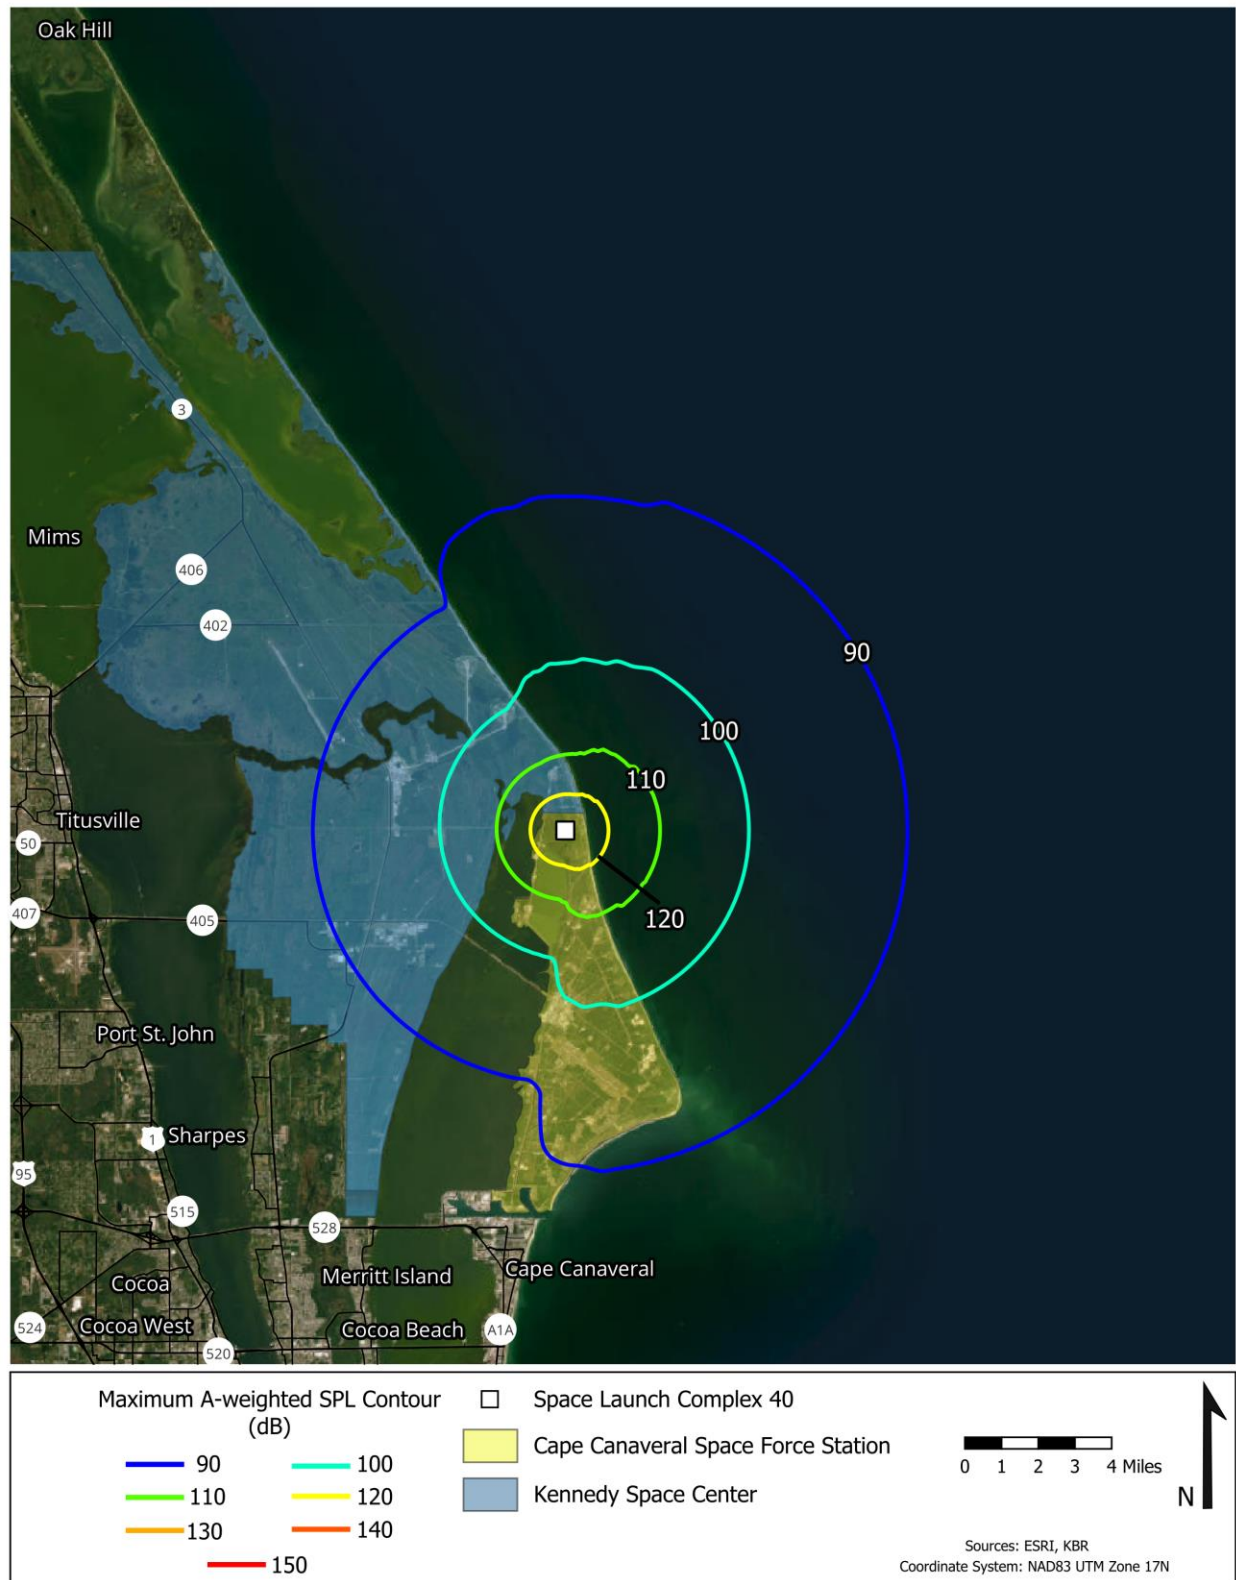 Oak Hill
3
Mims
406
402
90
100
110
Titusville
50
120
407
405
Port St. John
1
Sharpes
95
515
528
Cocoa
Merritt Island
Cape Canaveral
524
Cocoa West
Cocoa Beach
A1A
520
Maximum A-weighted SPL Contour
(dB)
90
100
110
120
130
140
150
Space Launch Complex 40
Cape Canaveral Space Force Station
Kennedy Space Center
0 1 2 3 4 Miles
N
Sources: ESRI, KBR
Coordinate System: NAD83 UTM Zone 17N